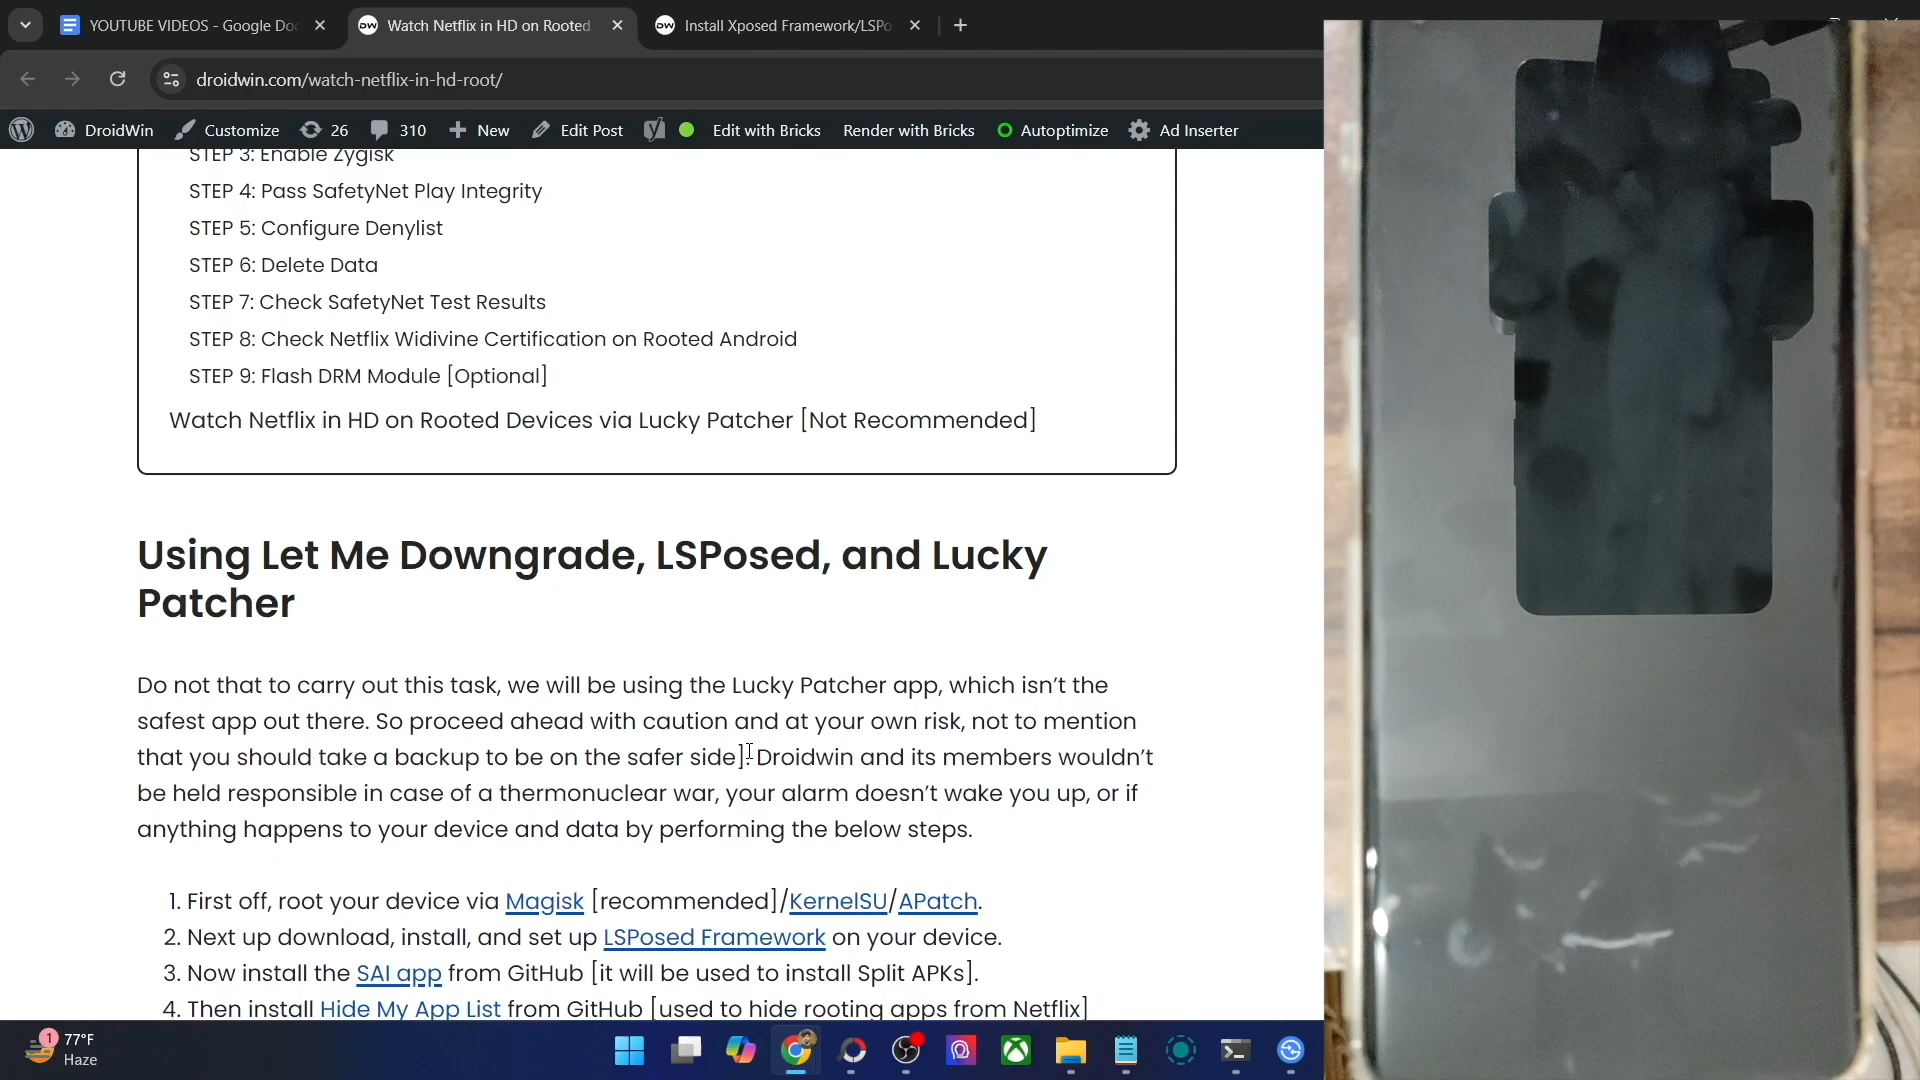 YOUTUBE VIDEOS - Google Doc
Watch Netflix in HD on Rooted
Install Xposed Framework/LSPo
droidwin.com/watch-netflix-in-hd-root/
DroidWin
Customize
26
310
New
Edit Post
Edit with Bricks
Render with Bricks
Autoptimize
Ad Inserter
STEP 3: Enable Zygisk
STEP 4: Pass SafetyNet Play Integrity
STEP 5: Configure Denylist
STEP 6: Delete Data
STEP 7: Check SafetyNet Test Results
STEP 8: Check Netflix Widivine Certification on Rooted Android
STEP 9: Flash DRM Module [Optional]
Watch Netflix in HD on Rooted Devices via Lucky Patcher [Not Recommended]
Using Let Me Downgrade, LSPosed, and Lucky
Patcher
Do not that to carry out this task, we will be using the Lucky Patcher app, which isn't the
safest app out there. So proceed ahead with caution and at your own risk, not to mention
that you should take a backup to be on the safer side]. Droidwin and its members wouldn't
be held responsible in case of a thermonuclear war, your alarm doesn't wake you up, or if
anything happens to your device and data by performing the below steps.
1. First off, root your device via Magisk [recommended]/KernelSU/APatch.
2. Next up download, install, and set up LSPosed Framework on your device.
3. Now install the SAI app from GitHub [it will be used to install Split APKs].
4. Then install Hide My App List from GitHub [used to hide rooting apps from Netflix]
1
77°F
Haze